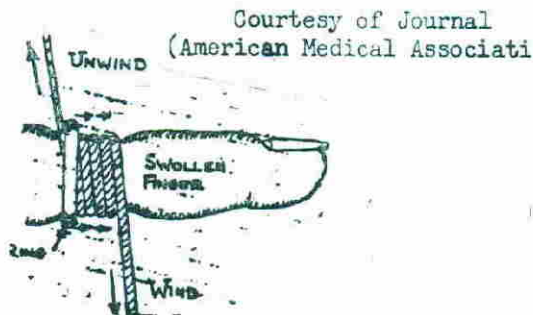 Courtesy of Journal
(American Medical Associati
UNWIND
SWOLLEN
FINGER
RING
WIND